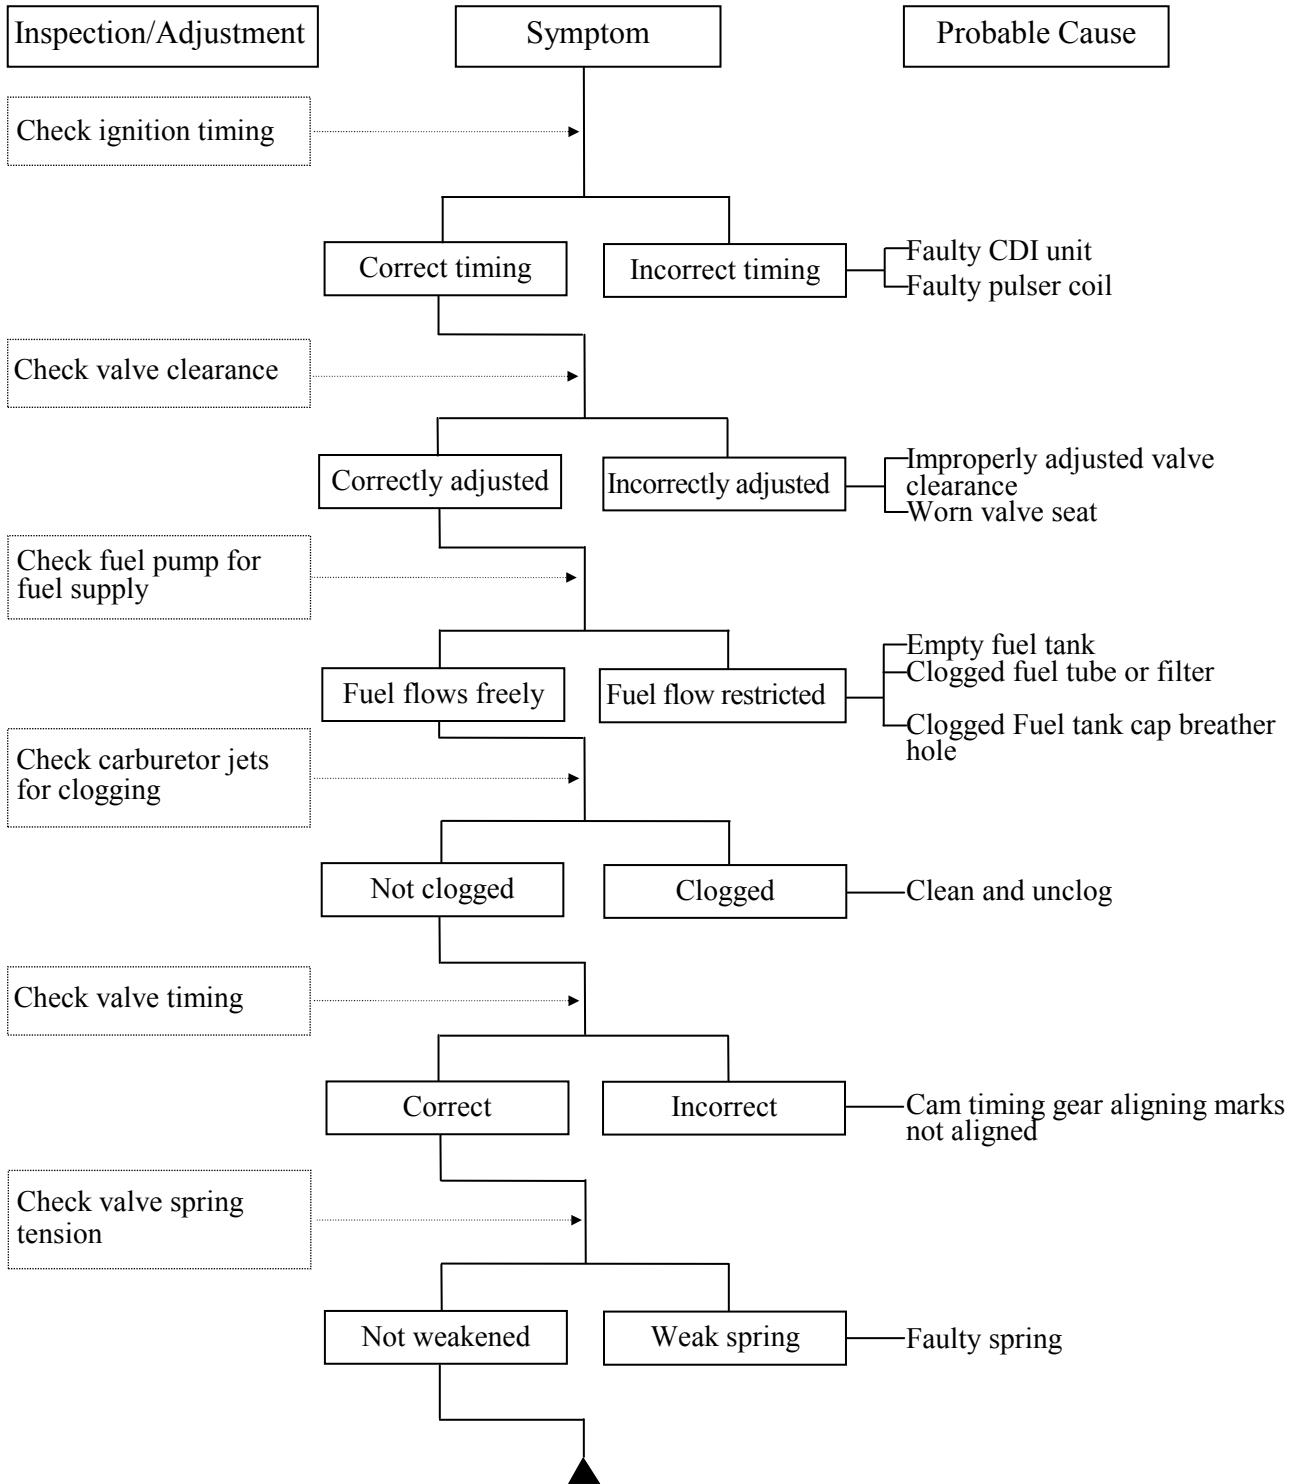 Inspection/Adjustment
Symptom
Probable Cause
Check ignition timing
Correct timing
Incorrect timing
Faulty CDI unit
Faulty pulser coil
Check valve clearance
Correctly adjusted
Incorrectly adjusted
Improperly adjusted valve
clearance
Worn valve seat
Check fuel pump for
fuel supply
Fuel flows freely
Fuel flow restricted
Empty fuel tank
Clogged fuel tube or filter
Clogged Fuel tank cap breather
hole
Check carburetor jets
for clogging
Not clogged
Clogged
Clean and unclog
Check valve timing
Correct
Incorrect
Cam timing gear aligning marks
not aligned
Check valve spring
tension
Not weakened
Weak spring
Faulty spring